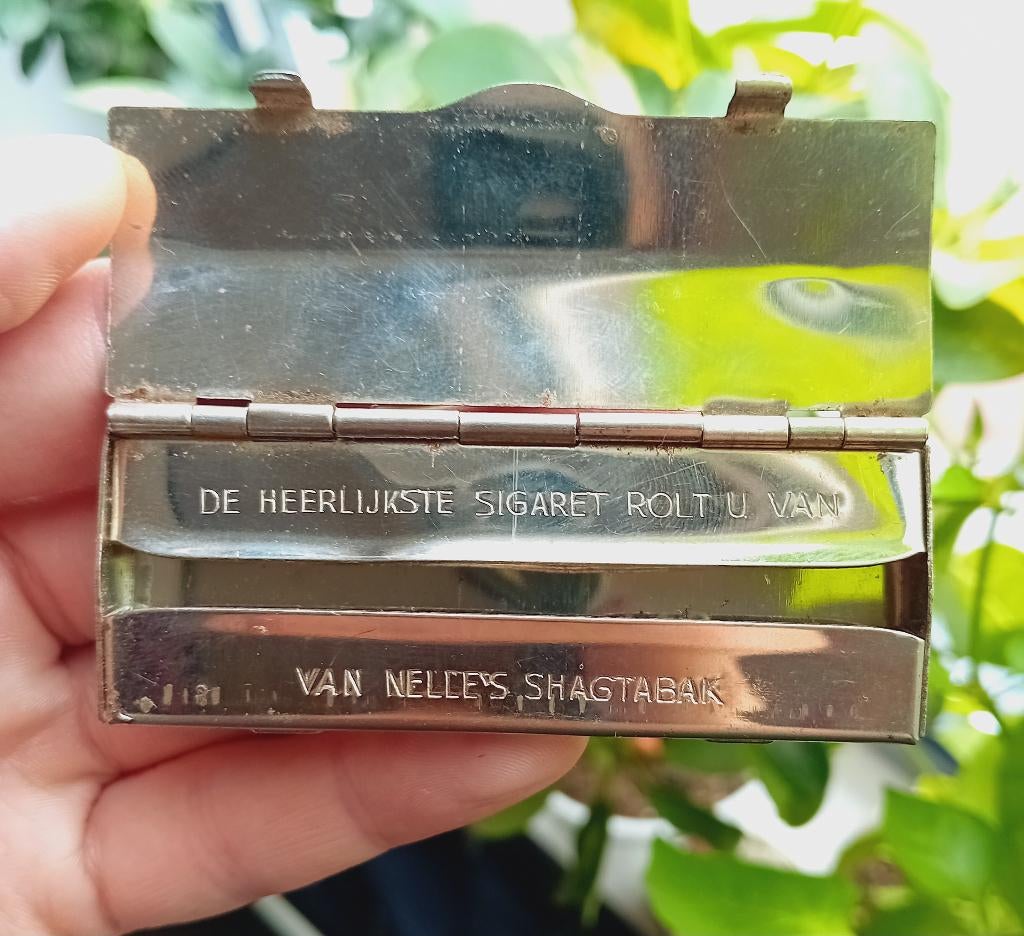 DE HEERLIJKSTE SIGARET ROLT U VAN
VAN NELLE'S SHAGTABAK